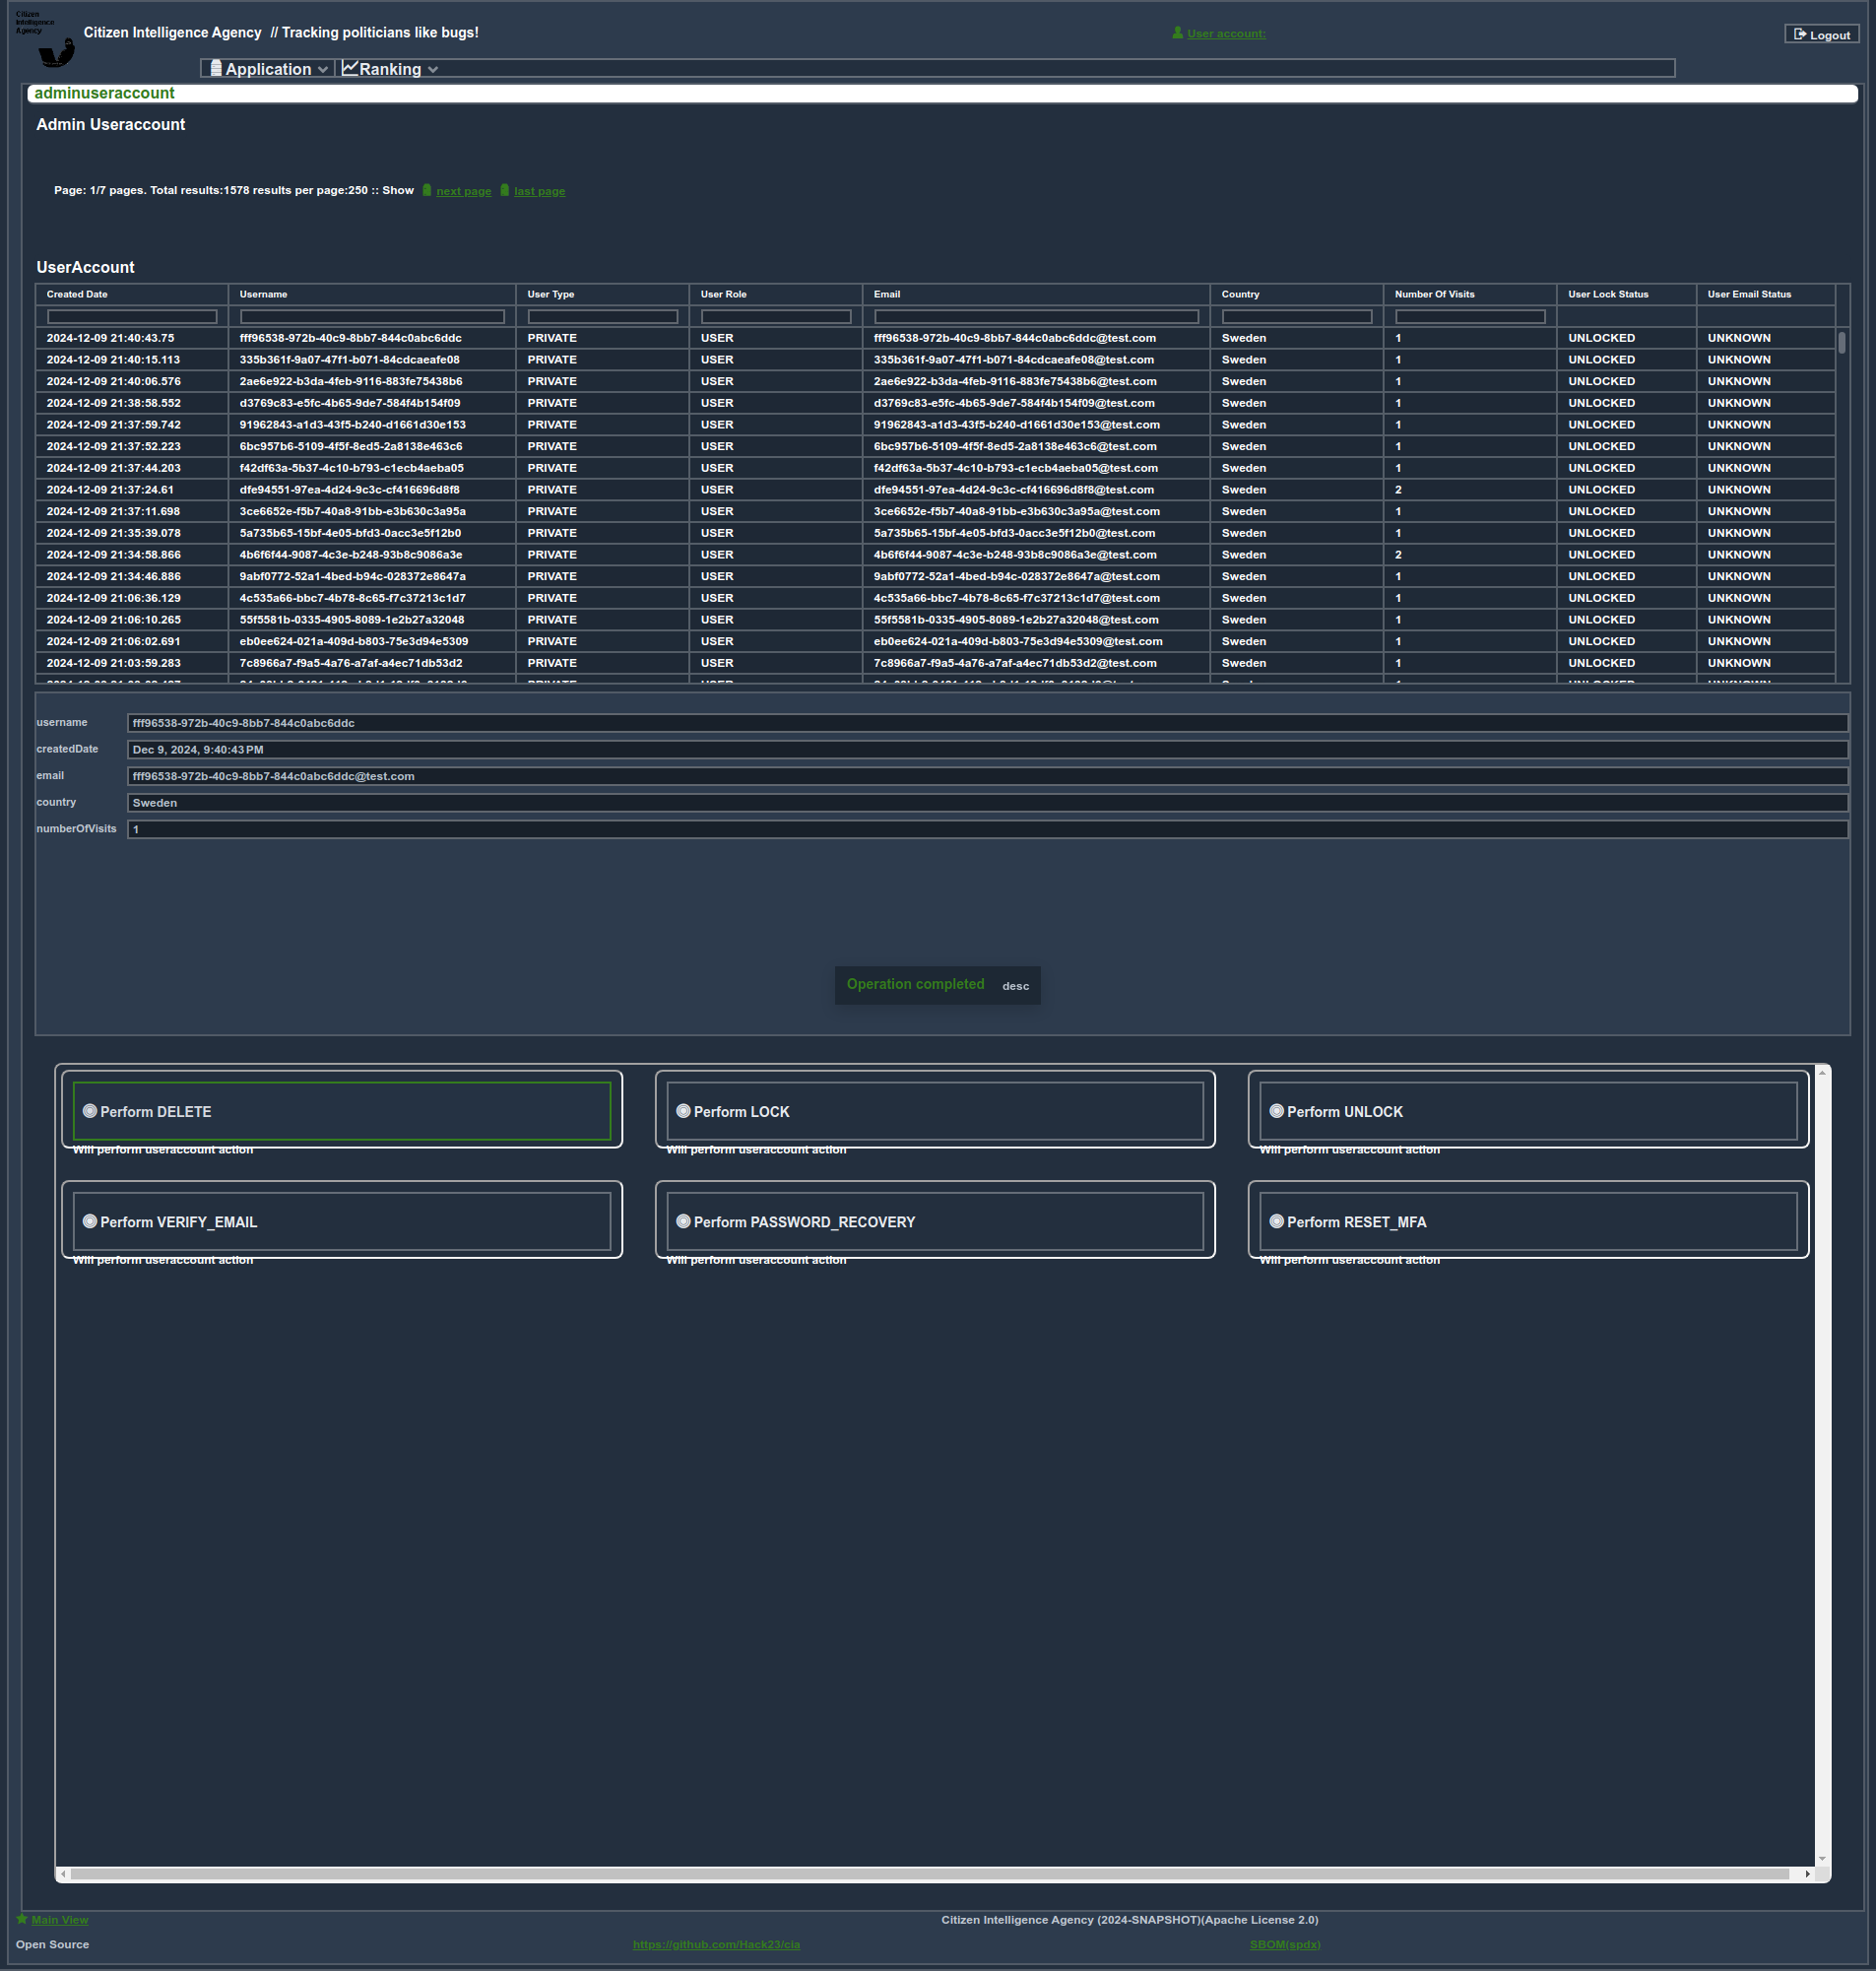 Citizen
Intelligence
Agency
Citizen Intelligence Agency // Tracking politicians like bugs!
User account:
Logout
Application Ranking
adminuseraccount
Admin Useraccount
Page: 1/7 pages. Total results:1578 results per page:250 :: Show next page last page
UserAccount
Created Date Username User Type User Role Email Country Number Of Visits User Lock Status User Email Status
2024-12-09 21:40:43.75 fff96538-972b-40c9-8bb7-844c0abc6ddc PRIVATE USER fff96538-972b-40c9-8bb7-844c0abc6ddc@test.com Sweden 1 UNLOCKED UNKNOWN
2024-12-09 21:40:15.113 335b361f-9a07-47f1-b071-84cdcaeafe08 PRIVATE USER 335b361f-9a07-47f1-b071-84cdcaeafe08@test.com Sweden 1 UNLOCKED UNKNOWN
2024-12-09 21:40:06.576 2ae6e922-b3da-4feb-9116-883fe75438b6 PRIVATE USER 2ae6e922-b3da-4feb-9116-883fe75438b6@test.com Sweden 1 UNLOCKED UNKNOWN
2024-12-09 21:38:58.552 d3769c83-e5fc-4b65-9de7-584f4b154f09 PRIVATE USER d3769c83-e5fc-4b65-9de7-584f4b154f09@test.com Sweden 1 UNLOCKED UNKNOWN
2024-12-09 21:37:59.742 91962843-a1d3-43f5-b240-d1661d30e153 PRIVATE USER 91962843-a1d3-43f5-b240-d1661d30e153@test.com Sweden 1 UNLOCKED UNKNOWN
2024-12-09 21:37:52.223 6bc957b6-5109-4f5f-8ed5-2a8138e463c6 PRIVATE USER 6bc957b6-5109-4f5f-8ed5-2a8138e463c6@test.com Sweden 1 UNLOCKED UNKNOWN
2024-12-09 21:37:44.203 f42df63a-5b37-4c10-b793-c1ecb4aeba05 PRIVATE USER f42df63a-5b37-4c10-b793-c1ecb4aeba05@test.com Sweden 1 UNLOCKED UNKNOWN
2024-12-09 21:37:24.61 dfe94551-97ea-4d24-9c3c-cf416696d8f8 PRIVATE USER dfe94551-97ea-4d24-9c3c-cf416696d8f8@test.com Sweden 2 UNLOCKED UNKNOWN
2024-12-09 21:37:11.698 3ce6652e-f5b7-40a8-91bb-e3b630c3a95a PRIVATE USER 3ce6652e-f5b7-40a8-91bb-e3b630c3a95a@test.com Sweden 1 UNLOCKED UNKNOWN
2024-12-09 21:35:39.078 5a735b65-15bf-4e05-bfd3-0acc3e5f12b0 PRIVATE USER 5a735b65-15bf-4e05-bfd3-0acc3e5f12b0@test.com Sweden 1 UNLOCKED UNKNOWN
2024-12-09 21:34:58.866 4b6f6f44-9087-4c3e-b248-93b8c9086a3e PRIVATE USER 4b6f6f44-9087-4c3e-b248-93b8c9086a3e@test.com Sweden 2 UNLOCKED UNKNOWN
2024-12-09 21:34:46.886 9abf0772-52a1-4bed-b94c-028372e8647a PRIVATE USER 9abf0772-52a1-4bed-b94c-028372e8647a@test.com Sweden 1 UNLOCKED UNKNOWN
2024-12-09 21:06:36.129 4c535a66-bbc7-4b78-8c65-f7c37213c1d7 PRIVATE USER 4c535a66-bbc7-4b78-8c65-f7c37213c1d7@test.com Sweden 1 UNLOCKED UNKNOWN
2024-12-09 21:06:10.265 55f5581b-0335-4905-8089-1e2b27a32048 PRIVATE USER 55f5581b-0335-4905-8089-1e2b27a32048@test.com Sweden 1 UNLOCKED UNKNOWN
2024-12-09 21:06:02.691 eb0ee624-021a-409d-b803-75e3d94e5309 PRIVATE USER eb0ee624-021a-409d-b803-75e3d94e5309@test.com Sweden 1 UNLOCKED UNKNOWN
2024-12-09 21:03:59.283 7c8966a7-f9a5-4a76-a7af-a4ec71db53d2 PRIVATE USER 7c8966a7-f9a5-4a76-a7af-a4ec71db53d2@test.com Sweden 1 UNLOCKED UNKNOWN
username fff96538-972b-40c9-8bb7-844c0abc6ddc
createdDate Dec 9, 2024, 9:40:43 PM
email fff96538-972b-40c9-8bb7-844c0abc6ddc@test.com
country Sweden
numberOfVisits 1
Operation completed desc
Perform DELETE Perform LOCK Perform UNLOCK
Will perform useraccount action Will perform useraccount action Will perform useraccount action
Perform VERIFY_EMAIL Perform PASSWORD_RECOVERY Perform RESET_MFA
Will perform useraccount action Will perform useraccount action Will perform useraccount action
Main View Citizen Intelligence Agency (2024-SNAPSHOT)(Apache License 2.0)
Open Source https://github.com/Hack23/cia SBOM(spdx)